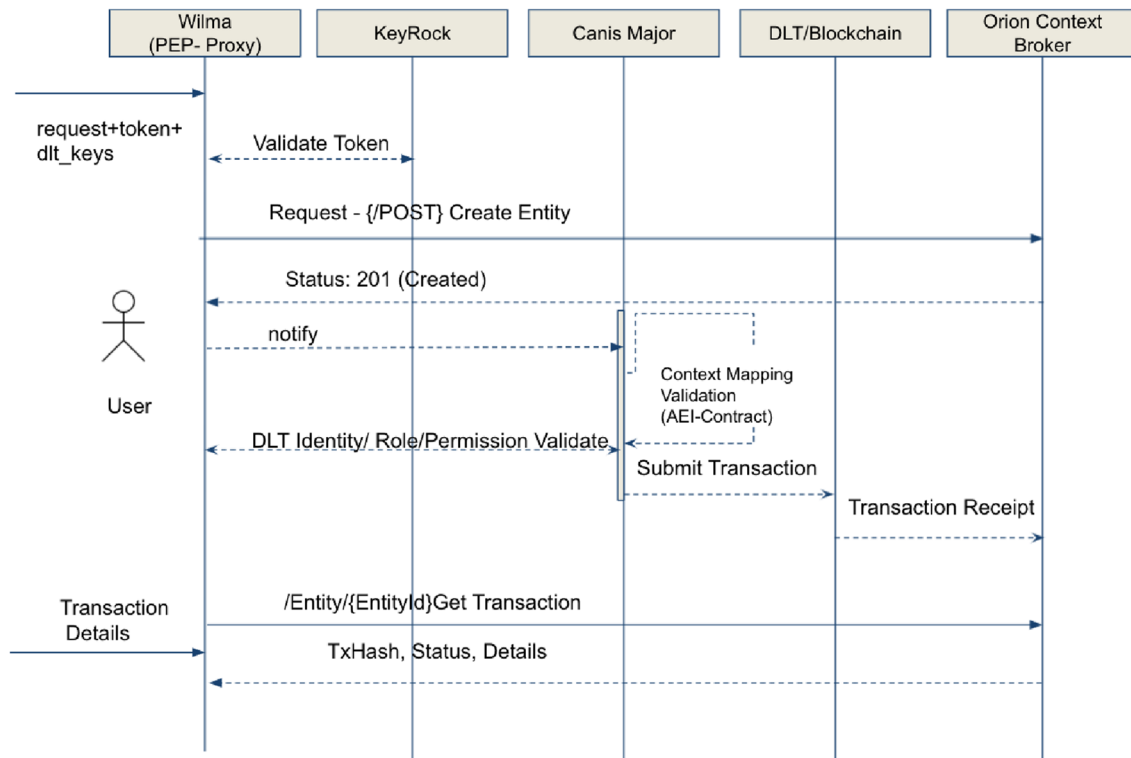 Wilma
(PEP- Proxy)
KeyRock
Canis Major
DLT/Blockchain
Orion Context
Broker
request+token+
dlt_keys
Validate Token
Request - {/POST} Create Entity
Status: 201 (Created)
notify
Context Mapping
Validation
(AEI-Contract)
User
DLT Identity/ Role/Permission Validate
Submit Transaction
Transaction Receipt
Transaction
Details
/Entity/{EntityId}Get Transaction
TxHash, Status, Details